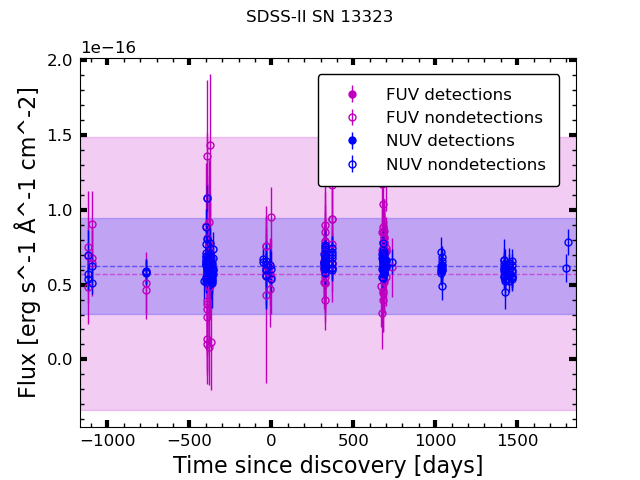 SDSS-II SN 13323
1e−16
2.0
1.5
1.0
0.5
0.0
FUV detections
FUV nondetections
NUV detections
NUV nondetections
Flux [erg s^-1 Å^-1 cm^-2]
−1000 −500 0 500 1000 1500
Time since discovery [days]